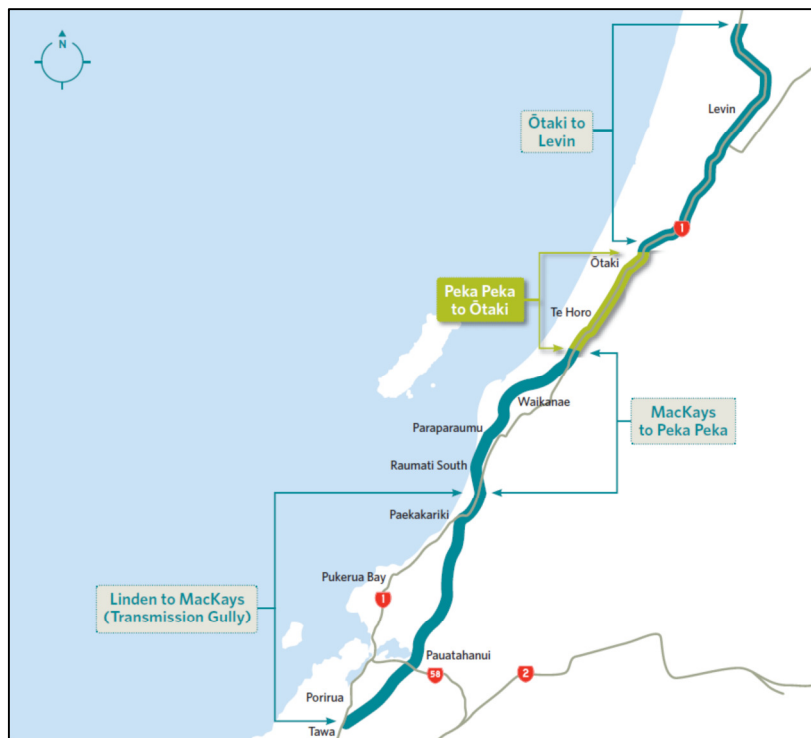 N
Levin
Ōtaki to
Levin
1
Ōtaki
Peka Peka
to Ōtaki
Te Horo
Waikanae
MacKays
to Peka Peka
Paraparaumu
Raumati South
Paekakariki
Pukerua Bay
1
Linden to MacKays
(Transmission Gully)
Pauatahanui
58
2
Porirua
Tawa